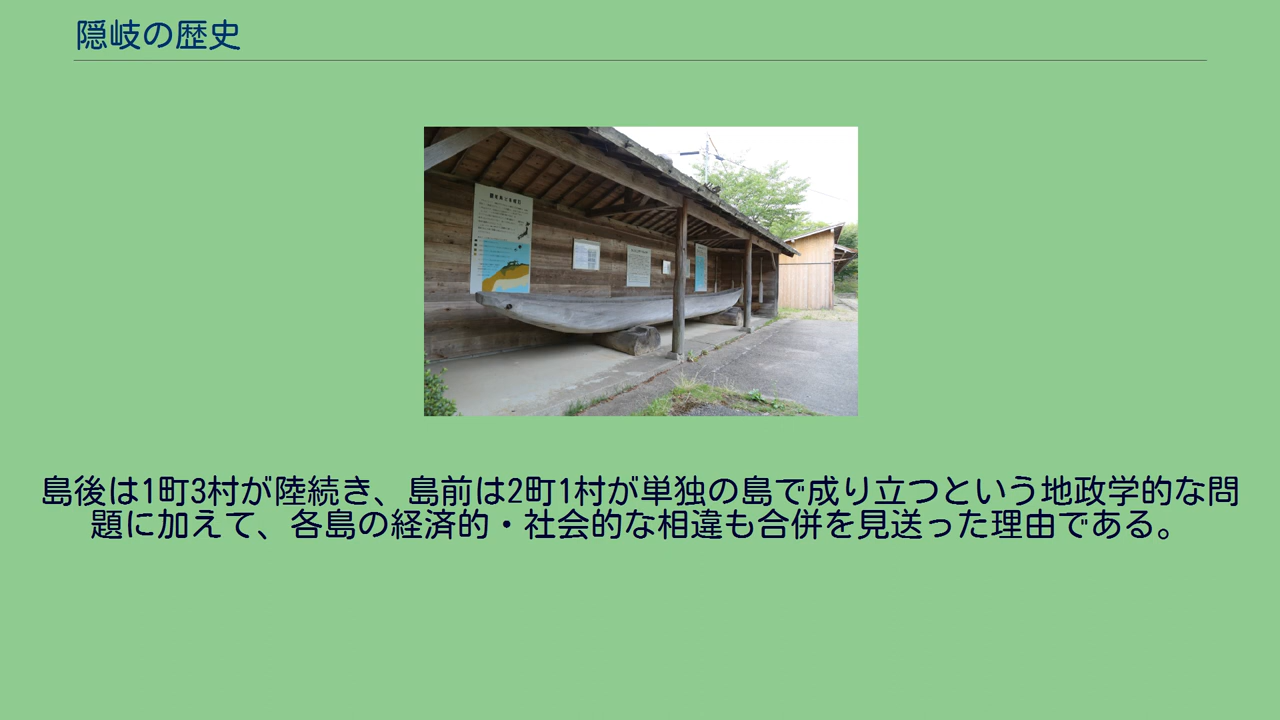 隠岐の歴史
島後は1町3村が陸続き、島前は2町1村が単独の島で成り立つという地政学的な問
題に加えて、各島の経済的・社会的な相違も合併を見送った理由である。